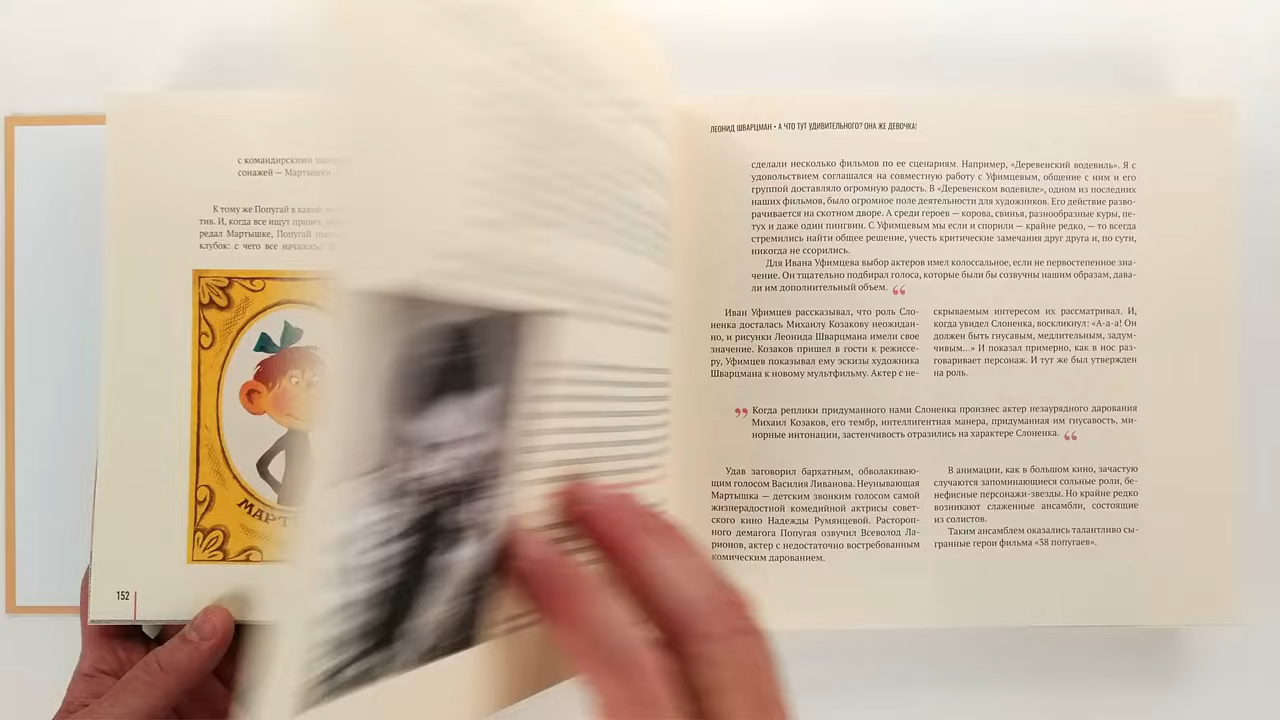 с командирскими
сонажей — Мартышки.
К тому же Попугай в какой-
тив. И, когда все ищут привет,
редал Мартышке, Попугай
клубок: с чего все началось
МАРТ
152
ЛЕОНИД ШВАРЦМАН • А ЧТО ТУТ УДИВИТЕЛЬНОГО? ОНА ЖЕ ДЕВОЧКА!
сделали несколько фильмов по ее сценариям. Например, «Деревенский водевиль». Я с
удовольствием соглашался на совместную работу с Уфимцевым, общение с ним и его
группой доставляло огромную радость. В «Деревенском водевиле», одном из последних
наших фильмов, было огромное поле деятельности для художников. Его действие разво-
рачивается на скотном дворе. А среди героев — корова, свинья, разнообразные куры, пе-
тух и даже один пингвин. С Уфимцевым мы если и спорили — крайне редко, — то всегда
стремились найти общее решение, учесть критические замечания друг друга и, по сути,
никогда не ссорились.
Для Ивана Уфимцева выбор актеров имел колоссальное, если не первостепенное зна-
чение. Он тщательно подбирал голоса, которые были бы созвучны нашим образам, дава-
ли им дополнительный объем. “
Иван Уфимцев рассказывал, что роль Сло-
ненка досталась Михаилу Козакову неожидан-
но, и рисунки Леонида Шварцмана имели свое
значение. Козаков пришел в гости к режиссе-
ру, Уфимцев показывал ему эскизы художника
Шварцмана к новому мультфильму. Актер с не-
скрываемым интересом их рассматривал. И,
когда увидел Слоненка, воскликнул: «А-а-а! Он
должен быть гнусавым, медлительным, задум-
чивым...» И показал примерно, как в нос раз-
говаривает персонаж. И тут же был утвержден
на роль.
” Когда реплики придуманного нами Слоненка произнес актер незаурядного дарования
Михаил Козаков, его тембр, интеллигентная манера, придуманная им гнусавость, ми-
норные интонации, застенчивость отразились на характере Слоненка. “
Удав заговорил бархатным, обволакиваю-
щим голосом Василия Ливанова. Неунывающая
Мартышка — детским звонким голосом самой
жизнерадостной комедийной актрисы совет-
ского кино Надежды Румянцевой. Расторoп-
ного демагога Попугая озвучил Всеволод Ла-
рионов, актер с недостаточно востребованным
комическим дарованием.
В анимации, как в большом кино, зачастую
случаются запоминающиеся сольные роли, бе-
нефисные персонажи-звезды. Но крайне редко
возникают слаженные ансамбли, состоящие
из солистов.
Таким ансамблем оказались талантливо сы-
гранные герои фильма «38 попугаев».